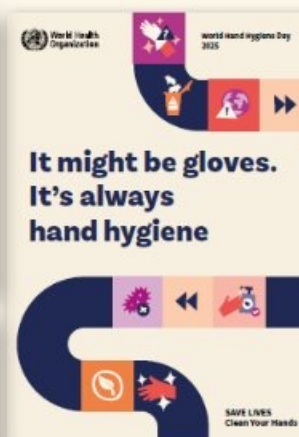 World Health
Organization
World Hand Hygiene Day
2025
It might be gloves.
It's always
hand hygiene
SAVE LIVES
Clean Your Hands